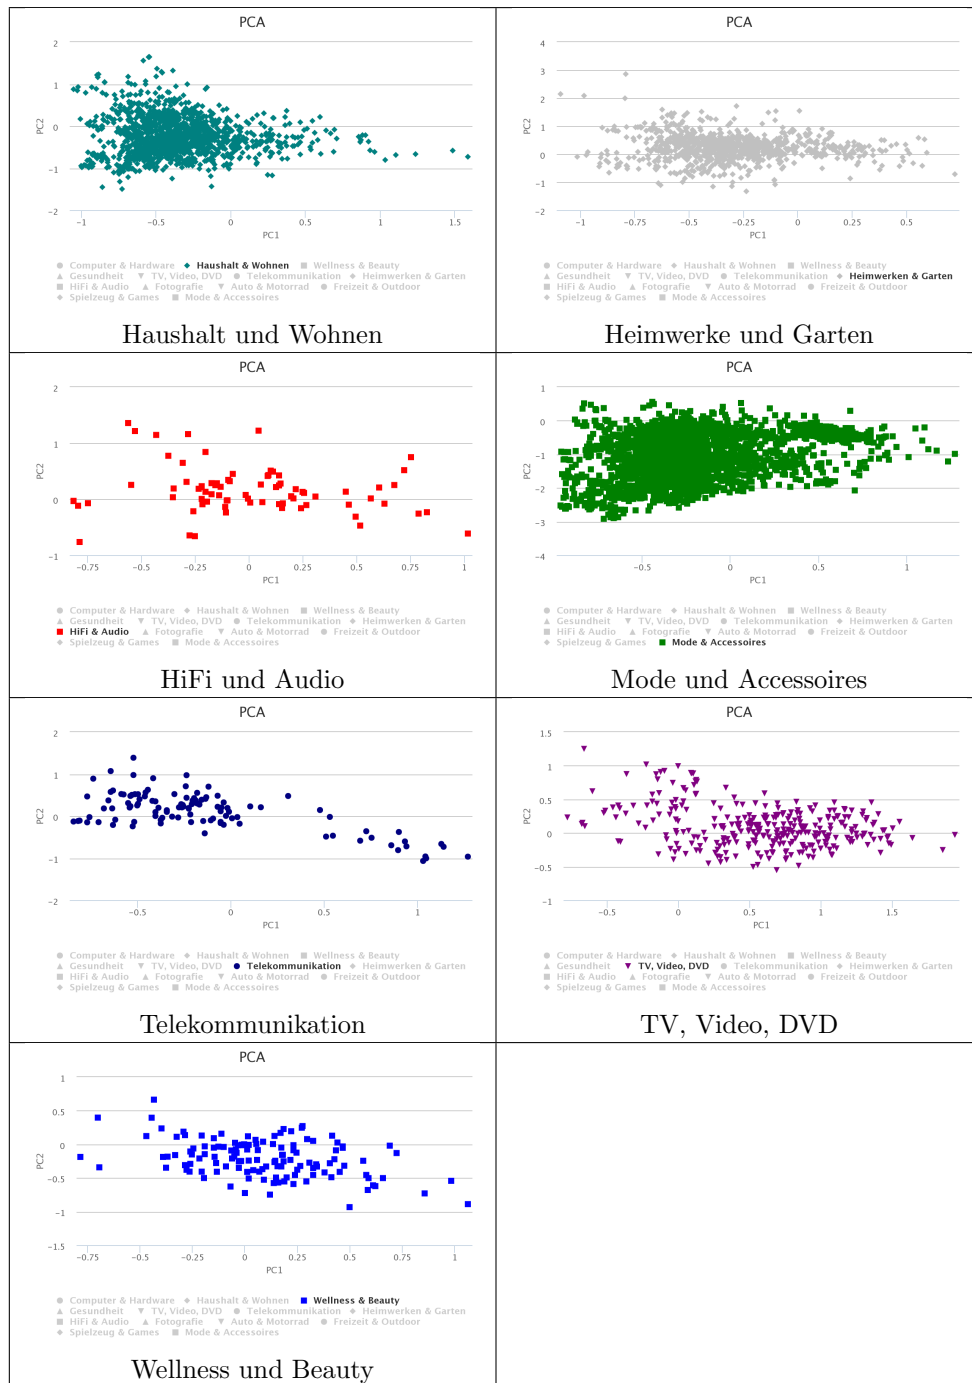 PCA
2
1
0
−1
−2
PC2
−1
−0.5
0
0.5
1
1.5
PC1
Computer & Hardware Haushalt & Wohnen Wellness & Beauty
Gesundheit TV, Video, DVD Telekommunikation Heimwerken & Garten
HiFi & Audio Fotografie Auto & Motorrad Freizeit & Outdoor
Spielzeug & Games Mode & Accessoires
Haushalt und Wohnen
PCA
4
3
2
1
0
−1
−2
PC2
−1
−0.75
−0.5
−0.25
0
0.25
0.5
PC1
Computer & Hardware Haushalt & Wohnen Wellness & Beauty
Gesundheit TV, Video, DVD Telekommunikation Heimwerken & Garten
HiFi & Audio Fotografie Auto & Motorrad Freizeit & Outdoor
Spielzeug & Games Mode & Accessoires
Heimwerke und Garten
PCA
2
1
0
−1
PC2
−0.75
−0.5
−0.25
0
0.25
0.5
0.75
1
PC1
Computer & Hardware Haushalt & Wohnen Wellness & Beauty
Gesundheit TV, Video, DVD Telekommunikation Heimwerken & Garten
HiFi & Audio Fotografie Auto & Motorrad Freizeit & Outdoor
Spielzeug & Games Mode & Accessoires
HiFi und Audio
PCA
1
0
−1
−2
−3
−4
PC2
−0.5
0
0.5
1
PC1
Computer & Hardware Haushalt & Wohnen Wellness & Beauty
Gesundheit TV, Video, DVD Telekommunikation Heimwerken & Garten
HiFi & Audio Fotografie Auto & Motorrad Freizeit & Outdoor
Spielzeug & Games Mode & Accessoires
Mode und Accessoires
PCA
2
1
0
−1
−2
PC2
−0.5
0
0.5
1
PC1
Computer & Hardware Haushalt & Wohnen Wellness & Beauty
Gesundheit TV, Video, DVD Telekommunikation Heimwerken & Garten
HiFi & Audio Fotografie Auto & Motorrad Freizeit & Outdoor
Spielzeug & Games Mode & Accessoires
Telekommunikation
PCA
1.5
1
0.5
0
−0.5
−1
PC2
−0.5
0
0.5
1
1.5
PC1
Computer & Hardware Haushalt & Wohnen Wellness & Beauty
Gesundheit TV, Video, DVD Telekommunikation Heimwerken & Garten
HiFi & Audio Fotografie Auto & Motorrad Freizeit & Outdoor
Spielzeug & Games Mode & Accessoires
TV, Video, DVD
PCA
1
0.5
0
−0.5
−1
−1.5
PC2
−0.75
−0.5
−0.25
0
0.25
0.5
0.75
1
PC1
Computer & Hardware Haushalt & Wohnen Wellness & Beauty
Gesundheit TV, Video, DVD Telekommunikation Heimwerken & Garten
HiFi & Audio Fotografie Auto & Motorrad Freizeit & Outdoor
Spielzeug & Games Mode & Accessoires
Wellness und Beauty